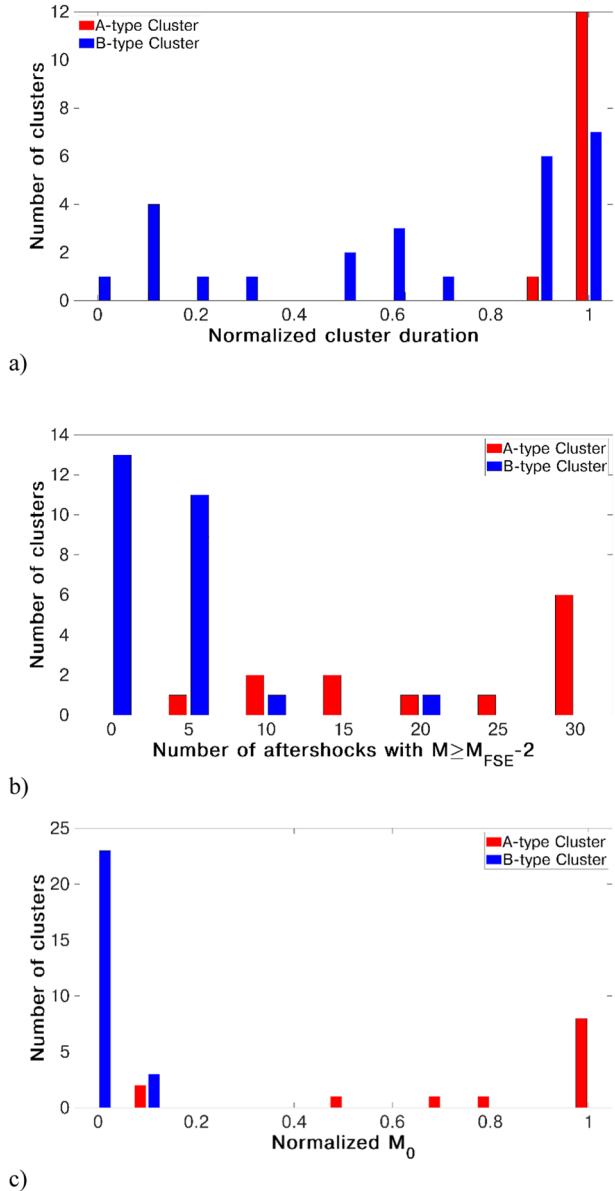 12
10
8
6
4
2
0
Number of clusters
A-type Cluster
B-type Cluster
0 0.2 0.4 0.6 0.8 1
Normalized cluster duration
a)
14
12
10
8
6
4
2
0
Number of clusters
A-type Cluster
B-type Cluster
0 5 10 15 20 25 30
Number of aftershocks with M≥M_FSE-2
b)
25
20
15
10
5
0
Number of clusters
A-type Cluster
B-type Cluster
0 0.2 0.4 0.6 0.8 1
Normalized M_0
c)